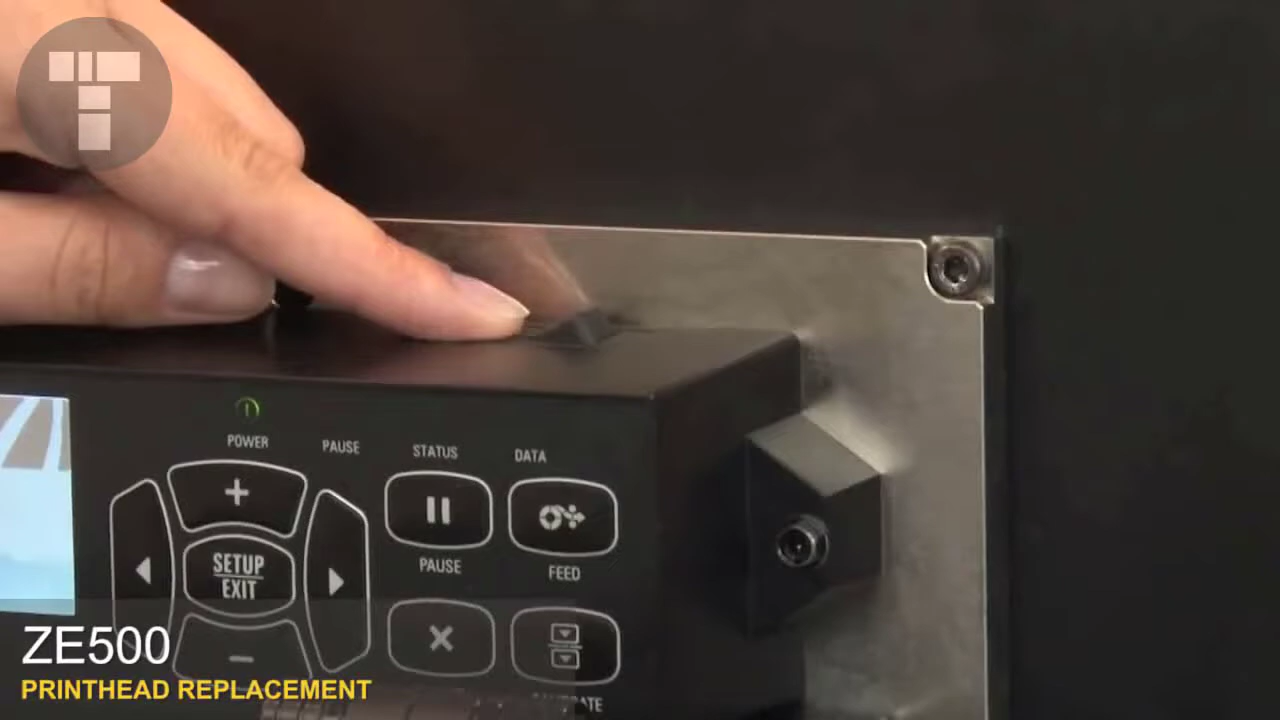 POWER
PAUSE
STATUS
DATA
SETUP
EXIT
PAUSE
FEED
ZE500
PRINTHEAD REPLACEMENT